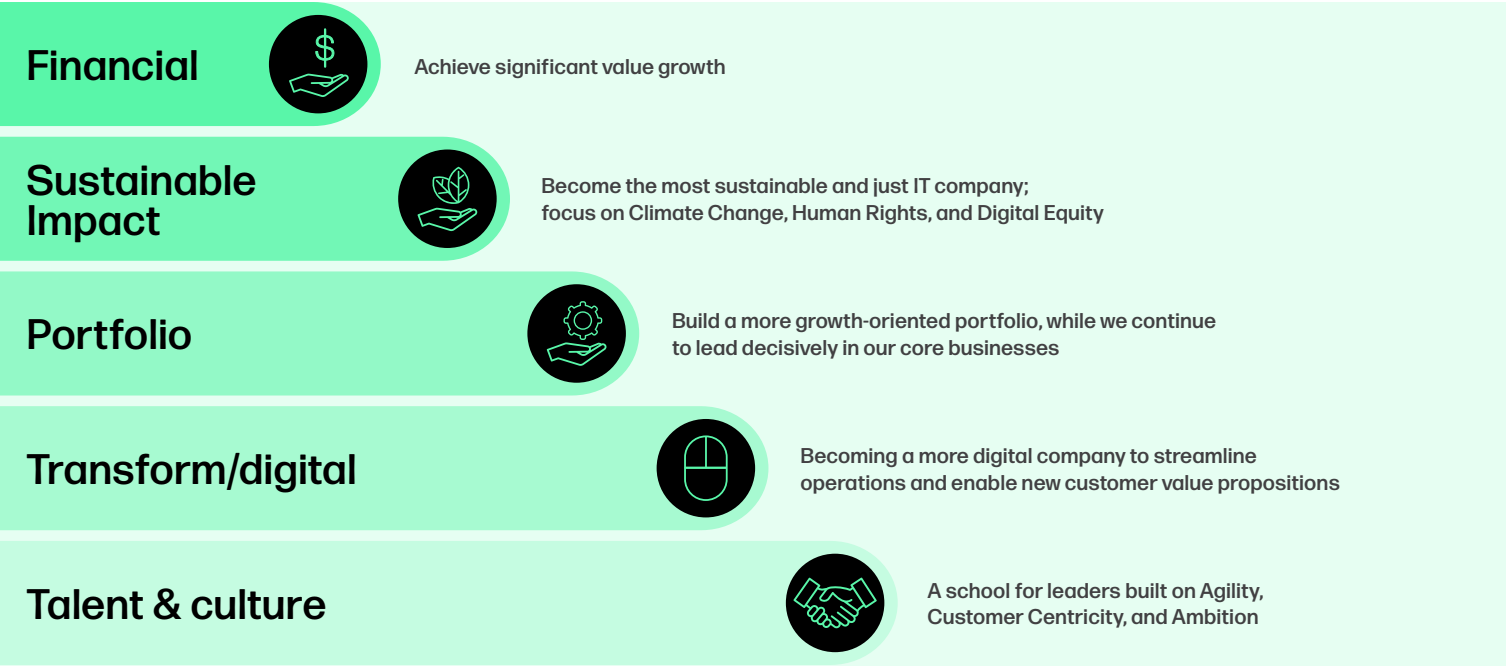 Financial
Achieve significant value growth
Sustainable
Impact
Become the most sustainable and just IT company;
focus on Climate Change, Human Rights, and Digital Equity
Portfolio
Build a more growth-oriented portfolio, while we continue
to lead decisively in our core businesses
Transform/digital
Becoming a more digital company to streamline
operations and enable new customer value propositions
Talent & culture
A school for leaders built on Agility,
Customer Centricity, and Ambition